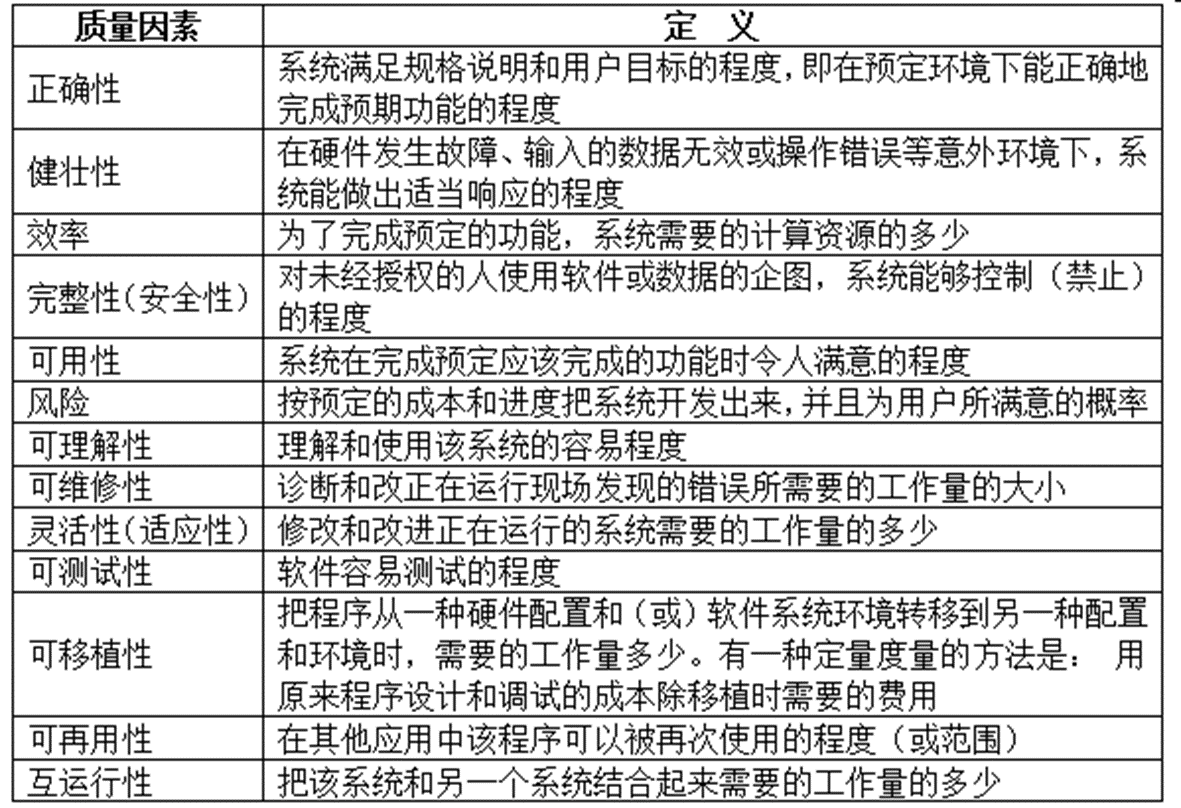 质量因素 定 义
正确性 系统满足规格说明和用户目标的程度，即在预定环境下能正确地
完成预期功能的程度
健壮性 在硬件发生故障、输入的数据无效或操作错误等意外环境下，系
统能做出适当响应的程度
效率 为了完成预定的功能，系统需要的计算资源的多少
完整性(安全性) 对未经授权的人使用软件或数据的企图，系统能够控制（禁止）
的程度
可用性 系统在完成预定应该完成的功能时令人满意的程度
风险 按预定的成本和进度把系统开发出来，并且为用户所满意的概率
可理解性 理解和使用该系统的容易程度
可维修性 诊断和改正在运行现场发现的错误所需要的工作量的大小
灵活性(适应性) 修改和改进正在运行的系统需要的工作量的多少
可测试性 软件容易测试的程度
可移植性 把程序从一种硬件配置和（或）软件系统环境转移到另一种配置
和环境时，需要的工作量多少。有一种定量度量的方法是： 用
原来程序设计和调试的成本除移植时需要的费用
可再用性 在其他应用中该程序可以被再次使用的程度（或范围）
互运行性 把该系统和另一个系统结合起来需要的工作量的多少